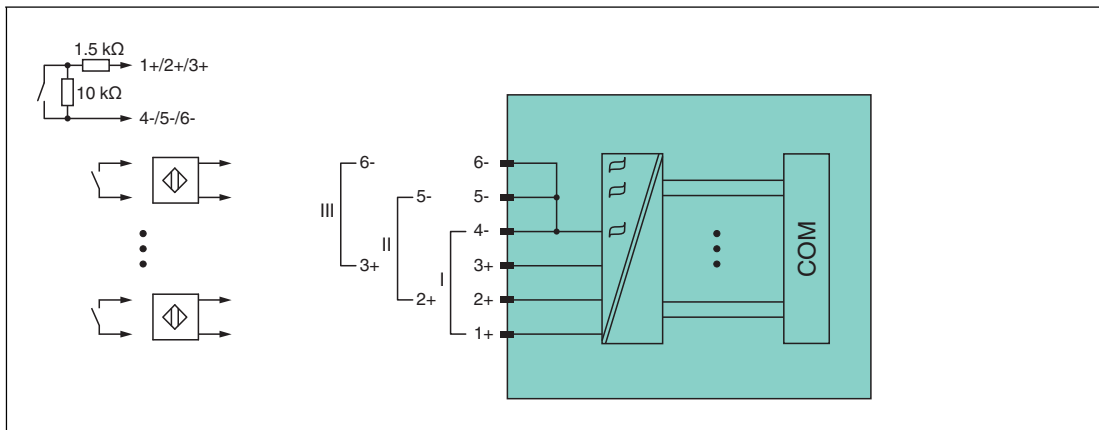 1.5 kΩ
1+/2+/3+
10 kΩ
4-/5-/6-
6-
6-
5-
5-
III
4-
II
3+
3+
I
2+
2+
1+
COM